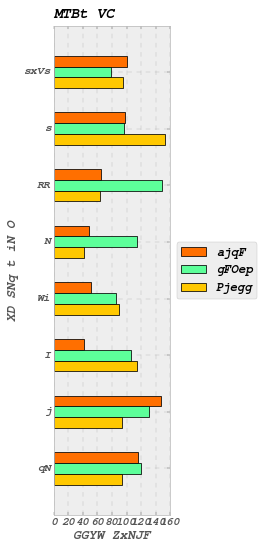 MTBt VC
XD SNq t iN O
sxVs
s
RR
N
Wi
I
j
qN
0 20 40 60 80 100 120 140 160
GGYW ZxNJF
ajqF
gFOep
Pjegg